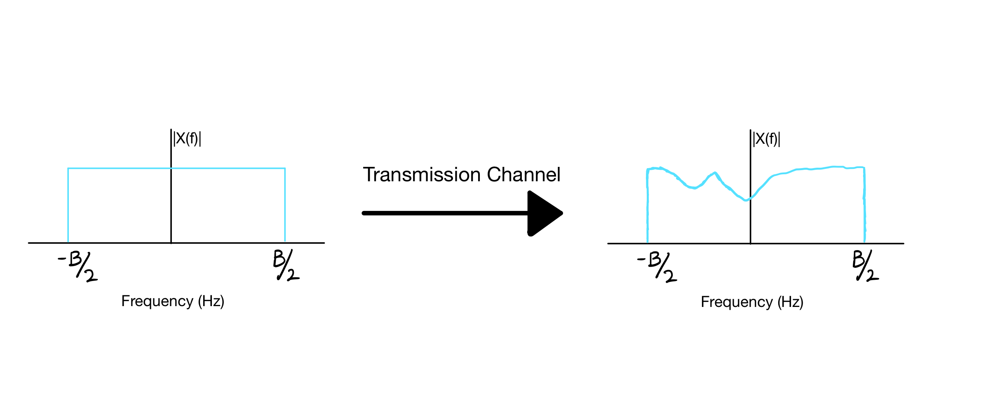 |X(f)|
-B/2
B/2
Frequency (Hz)
Transmission Channel
|X(f)|
-B/2
B/2
Frequency (Hz)